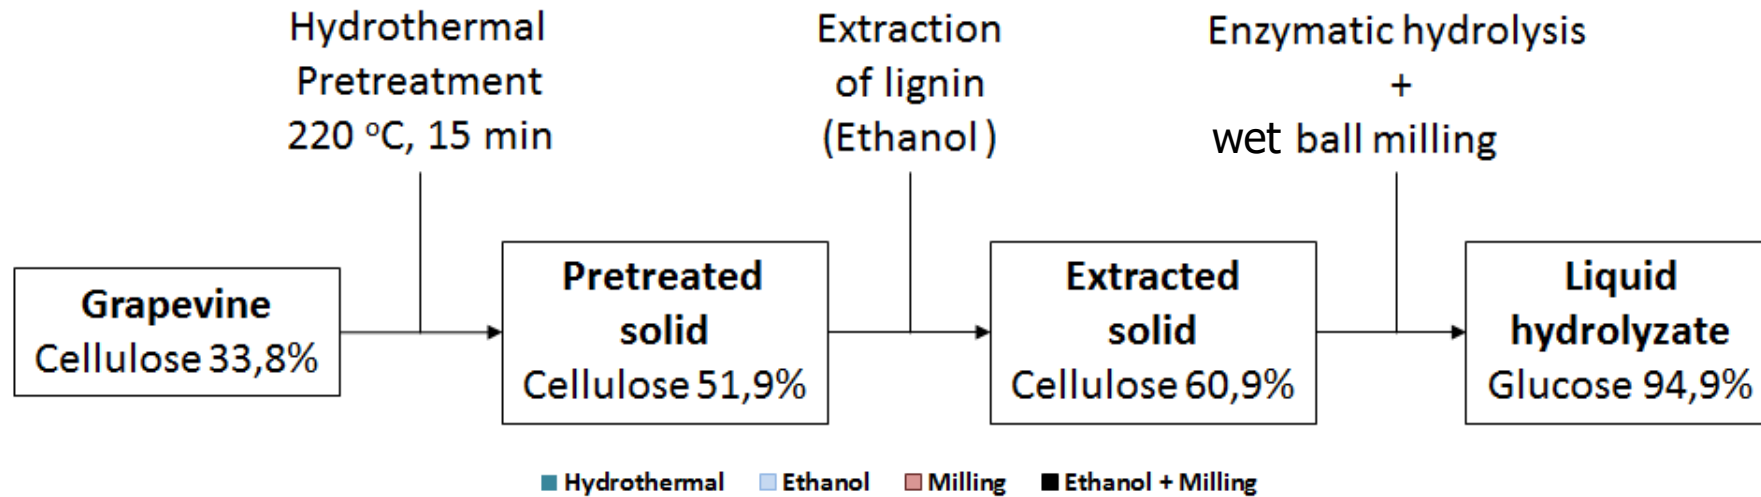 Hydrothermal
Pretreatment
220 °C, 15 min
Extraction
of lignin
(Ethanol )
Enzymatic hydrolysis
+
wet ball milling
Grapevine
Cellulose 33,8%
Pretreated
solid
Cellulose 51,9%
Extracted
solid
Cellulose 60,9%
Liquid
hydrolyzate
Glucose 94,9%
Hydrothermal Ethanol Milling Ethanol + Milling